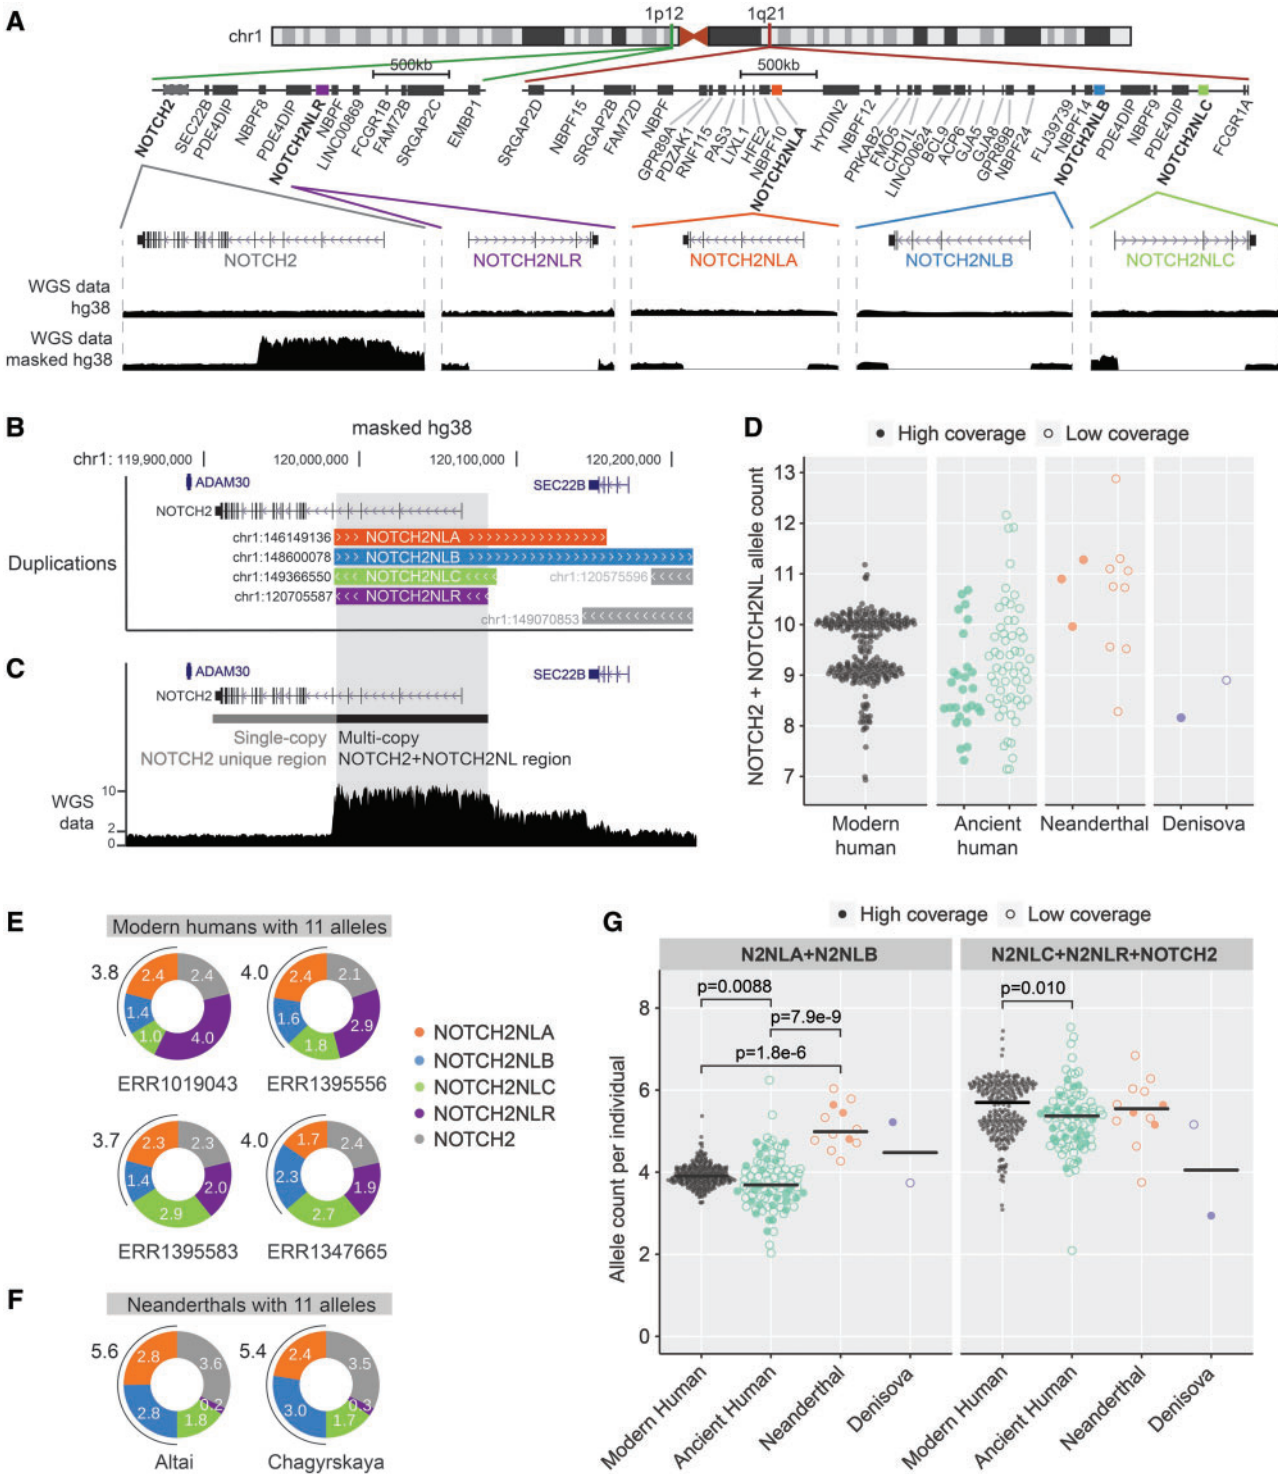 A
1p12
1q21
chr1
500kb
500kb
NOTCH2
SEC22B
PDE4DIP
NBPF8
PDE4DIP
NOTCH2NLR
NBPF
LINC00869
FCGR1B
FAM72B
SRGAP2C
EMBP1
SRGAP2D
NBPF15
SRGAP2B
FAM72D
NBPF
GPR89A
PDZAK1
RNF115
PAS3
LIXL1
HFE2
NBPF10
NOTCH2NLA
HYDIN2
NBPF12
PRKAB2
FMO5
CHD1L
LINC00624
BCL9
ACP6
GJA5
GJA8
GPR89B
NBPF24
FLJ39739
NBPF14
NOTCH2NLB
PDE4DIP
NBPF9
PDE4DIP
NOTCH2NLC
FCGR1A
NOTCH2
NOTCH2NLR
NOTCH2NLA
NOTCH2NLB
NOTCH2NLC
WGS data
hg38
WGS data
masked hg38
B
masked hg38
chr1: 119,900,000
120,000,000
120,100,000
120,200,000
ADAM30
SEC22B
NOTCH2
Duplications
chr1:146149136
NOTCH2NLA
chr1:148600078
NOTCH2NLB
chr1:149366550
NOTCH2NLC
chr1:120575596
chr1:120705587
NOTCH2NLR
chr1:149070853
C
ADAM30
SEC22B
NOTCH2
Single-copy
NOTCH2 unique region
Multi-copy
NOTCH2+NOTCH2NL region
WGS
data
10
2
0
D
High coverage
Low coverage
NOTCH2 + NOTCH2NL allele count
13
12
11
10
9
8
7
Modern
human
Ancient
human
Neanderthal
Denisova
E
Modern humans with 11 alleles
3.8
2.4
2.4
1.4
1.0
4.0
ERR1019043
4.0
2.4
2.1
1.6
1.8
2.9
ERR1395556
3.7
2.3
2.3
1.4
2.9
2.0
ERR1395583
4.0
1.7
2.4
2.3
2.7
1.9
ERR1347665
NOTCH2NLA
NOTCH2NLB
NOTCH2NLC
NOTCH2NLR
NOTCH2
F
Neanderthals with 11 alleles
5.6
2.8
3.6
0.2
2.8
1.8
Altai
5.4
2.4
3.5
0.3
3.0
1.7
Chagyrskaya
G
High coverage
Low coverage
N2NLA+N2NLB
N2NLC+N2NLR+NOTCH2
Allele count per individual
8
6
4
2
0
p=0.0088
p=7.9e-9
p=1.8e-6
p=0.010
Modern Human
Ancient Human
Neanderthal
Denisova
Modern Human
Ancient Human
Neanderthal
Denisova